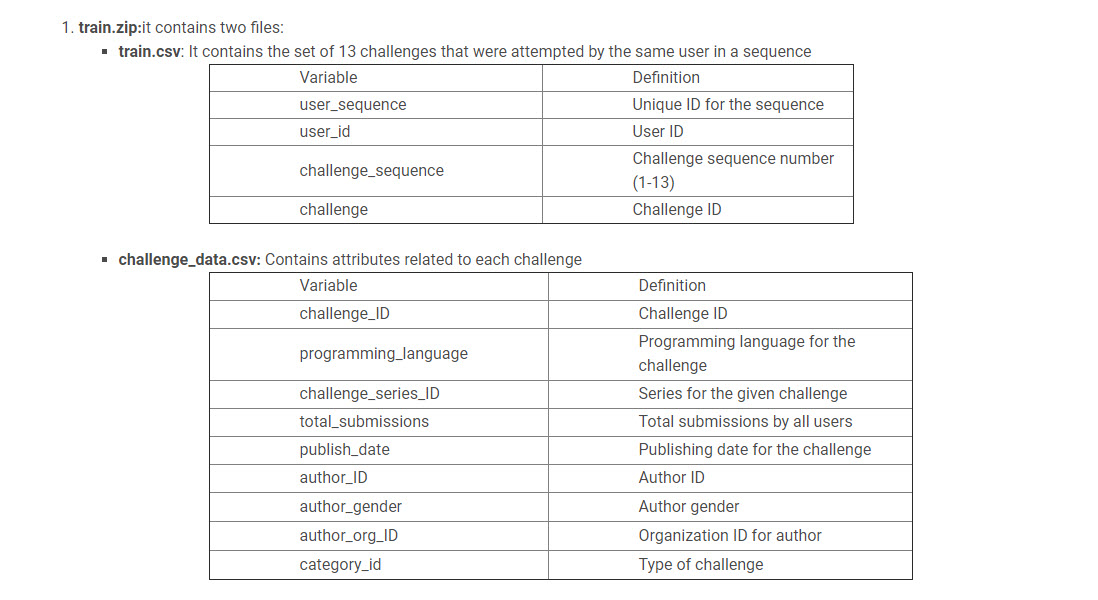 1. train.zip:it contains two files:
▪ train.csv: It contains the set of 13 challenges that were attempted by the same user in a sequence
Variable Definition
user_sequence Unique ID for the sequence
user_id User ID
challenge_sequence Challenge sequence number
(1-13)
challenge Challenge ID
▪ challenge_data.csv: Contains attributes related to each challenge
Variable Definition
challenge_ID Challenge ID
programming_language Programming language for the
challenge
challenge_series_ID Series for the given challenge
total_submissions Total submissions by all users
publish_date Publishing date for the challenge
author_ID Author ID
author_gender Author gender
author_org_ID Organization ID for author
category_id Type of challenge